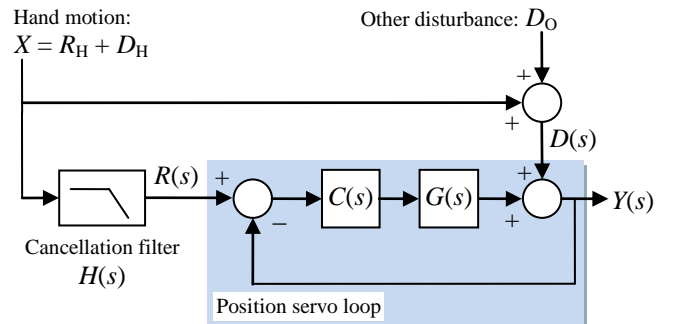 Hand motion:
X = R_H + D_H
Other disturbance: D_O
+
+
D(s)
R(s)
+
−
C(s)
G(s)
+
+
Y(s)
Cancellation filter
H(s)
Position servo loop